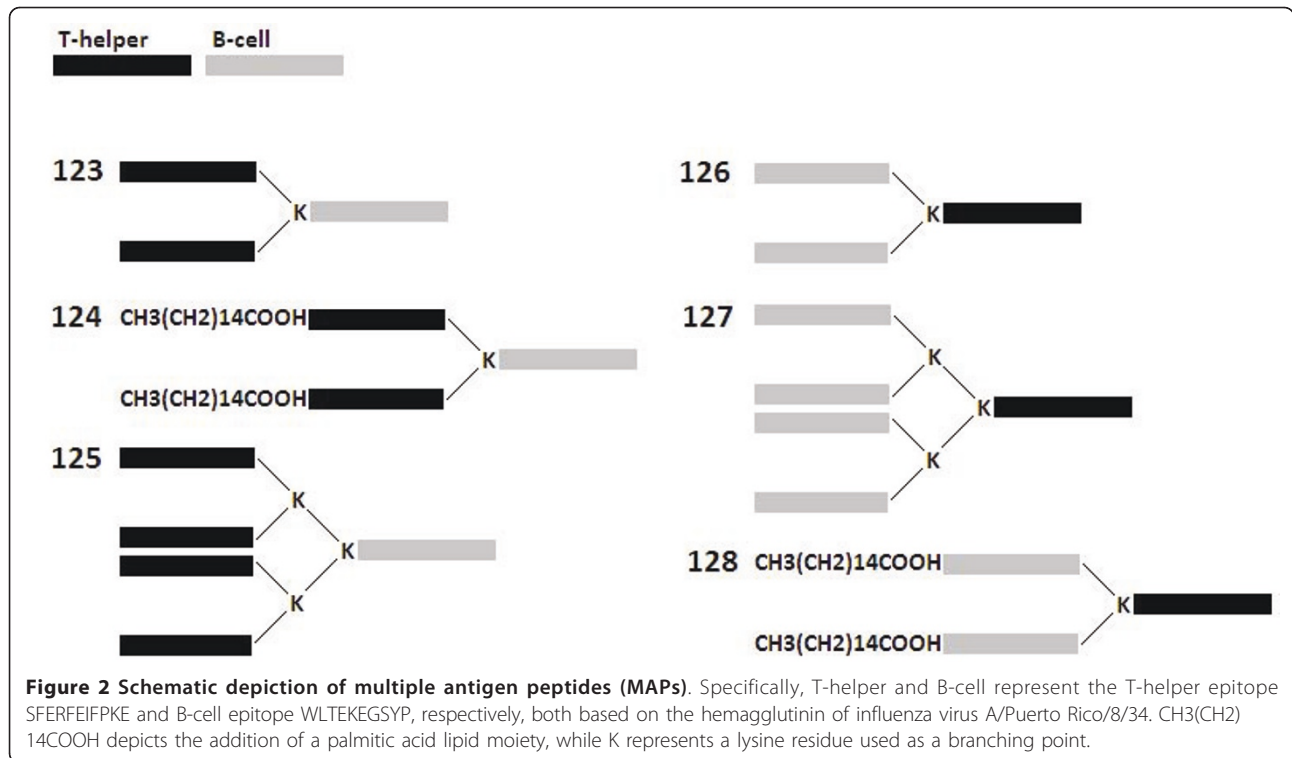 T-helper B-cell
123
K
124 CH3(CH2)14COOH
K
CH3(CH2)14COOH
125
K
K
K
126
K
127
K
K
K
128 CH3(CH2)14COOH
K
CH3(CH2)14COOH
Figure 2 Schematic depiction of multiple antigen peptides (MAPs). Specifically, T-helper and B-cell represent the T-helper epitope
SFERFEIFPKE and B-cell epitope WLTEKEGSYP, respectively, both based on the hemagglutinin of influenza virus A/Puerto Rico/8/34. CH3(CH2)
14COOH depicts the addition of a palmitic acid lipid moiety, while K represents a lysine residue used as a branching point.